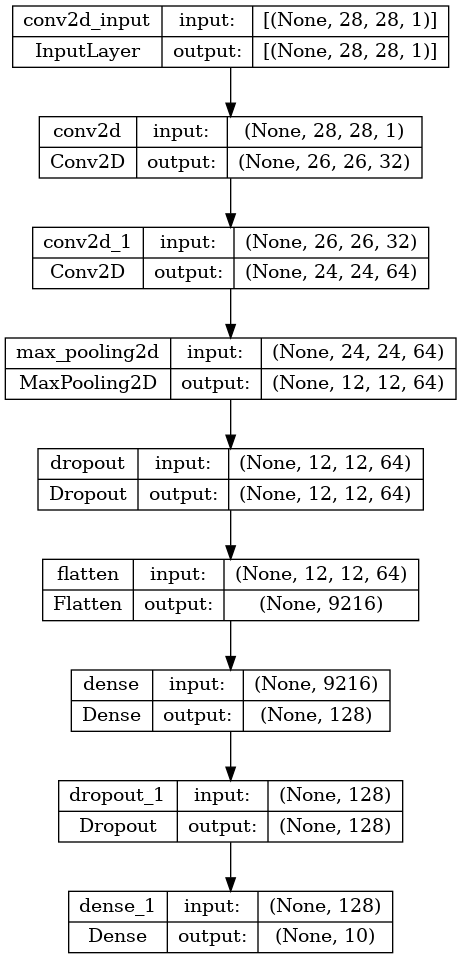 conv2d_input input: [(None, 28, 28, 1)]
InputLayer output: [(None, 28, 28, 1)]
conv2d input: (None, 28, 28, 1)
Conv2D output: (None, 26, 26, 32)
conv2d_1 input: (None, 26, 26, 32)
Conv2D output: (None, 24, 24, 64)
max_pooling2d input: (None, 24, 24, 64)
MaxPooling2D output: (None, 12, 12, 64)
dropout input: (None, 12, 12, 64)
Dropout output: (None, 12, 12, 64)
flatten input: (None, 12, 12, 64)
Flatten output: (None, 9216)
dense input: (None, 9216)
Dense output: (None, 128)
dropout_1 input: (None, 128)
Dropout output: (None, 128)
dense_1 input: (None, 128)
Dense output: (None, 10)